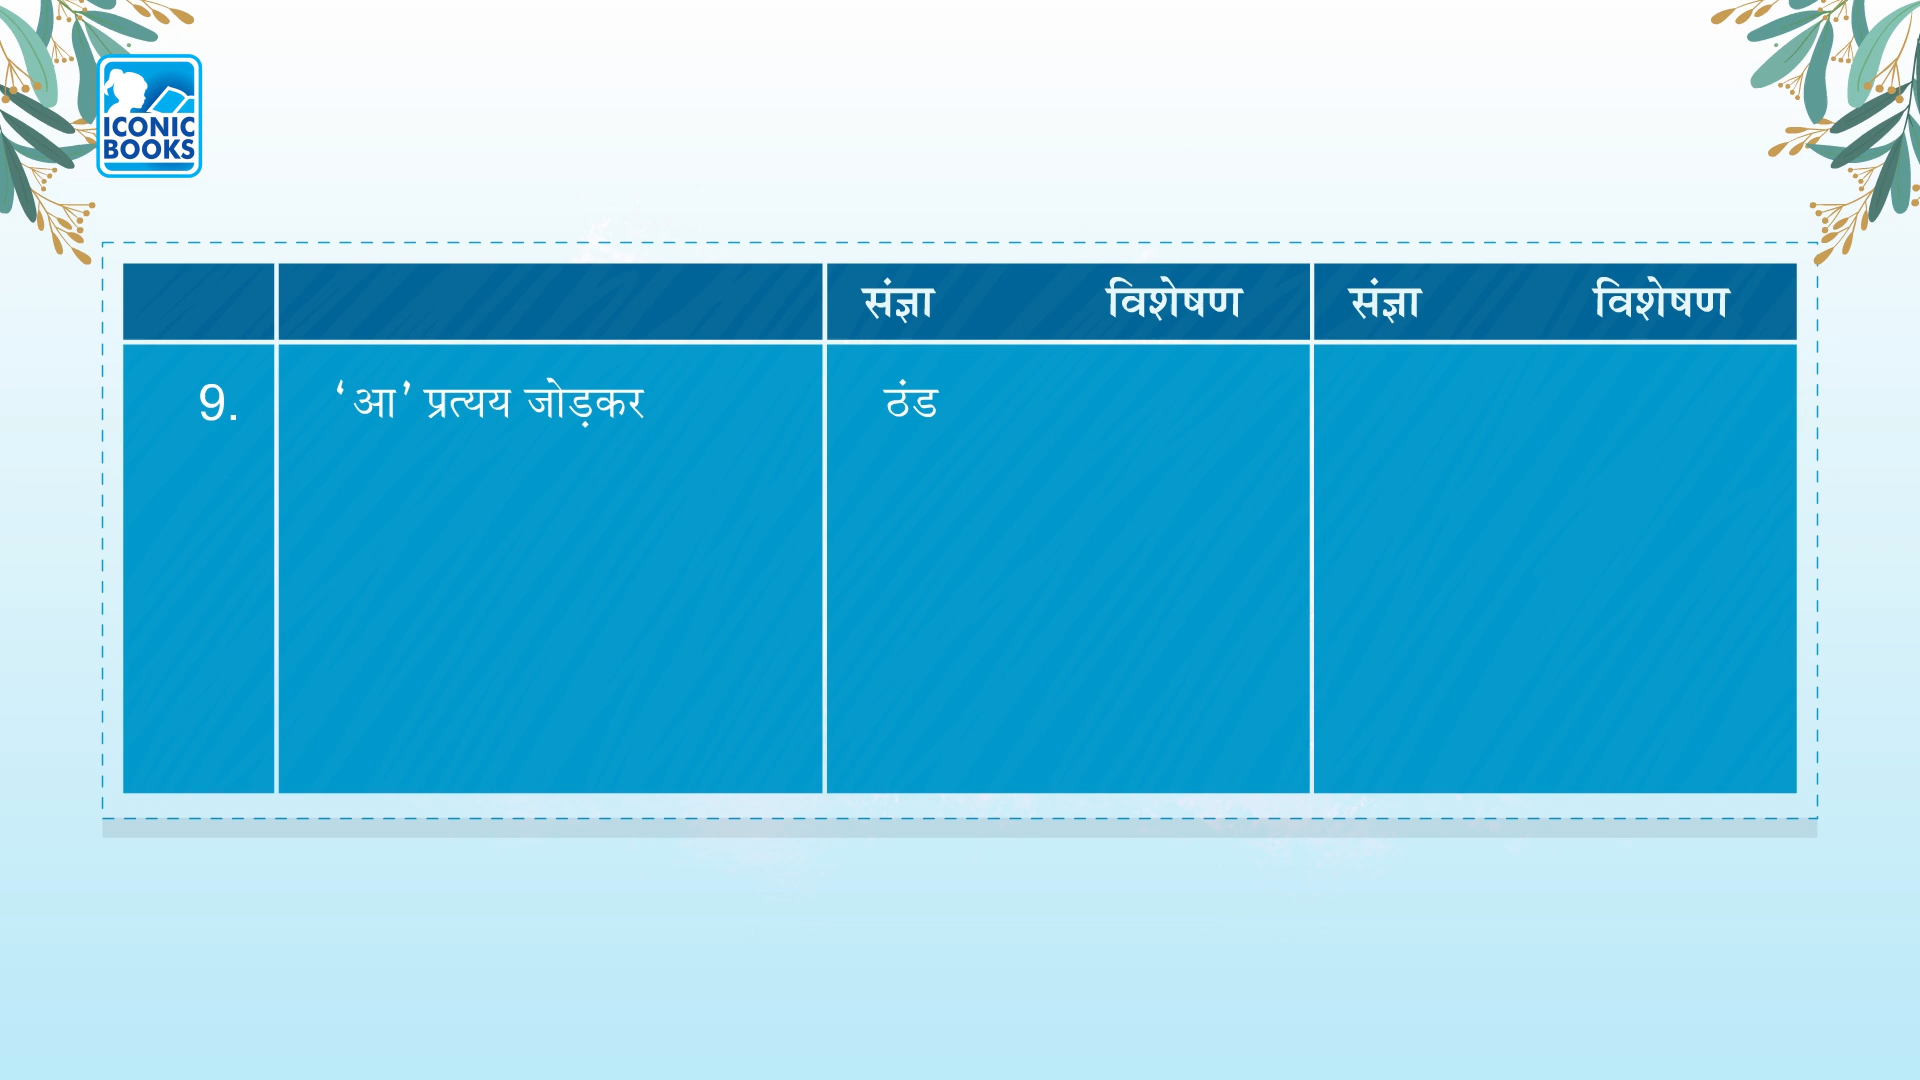 ICONIC
BOOKS
संज्ञा विशेषण संज्ञा विशेषण
9. ‘आ’ प्रत्यय जोड़कर ठंड